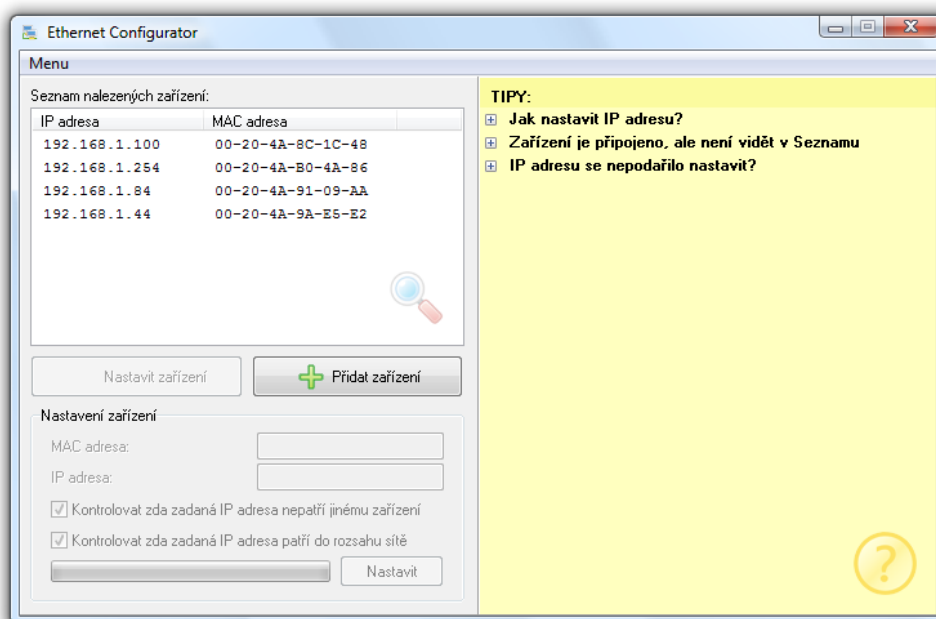 Ethernet Configurator
Menu
Seznam nalezených zařízení:
IP adresa MAC adresa
192.168.1.100 00-20-4A-8C-1C-48
192.168.1.254 00-20-4A-B0-4A-86
192.168.1.84 00-20-4A-91-09-AA
192.168.1.44 00-20-4A-9A-E5-E2
Nastavit zařízení
Přidat zařízení
Nastavení zařízení
MAC adresa:
IP adresa:
Kontrolovat zda zadaná IP adresa nepatří jinému zařízení
Kontrolovat zda zadaná IP adresa patří do rozsahu sítě
Nastavit
TIPY:
Jak nastavit IP adresu?
Zařízení je připojeno, ale není vidět v Seznamu
IP adresu se nepodařilo nastavit?